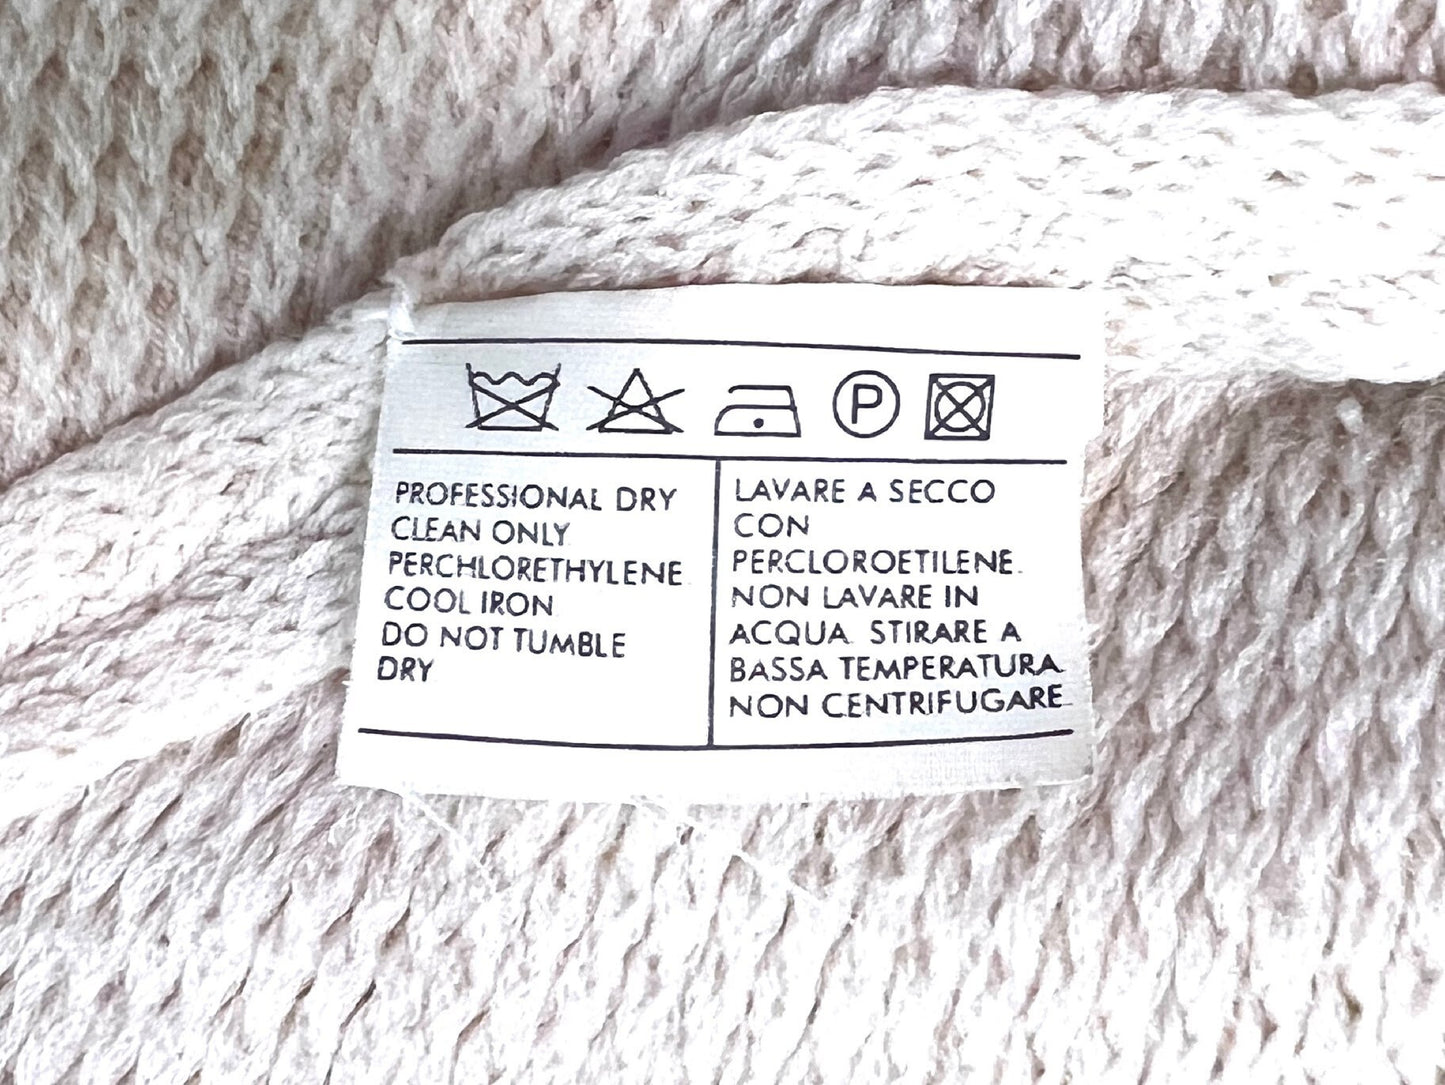 P
PROFESSIONAL DRY
CLEAN ONLY
PERCHLORETHYLENE
COOL IRON
DO NOT TUMBLE
DRY
LAVARE A SECCO
CON
PERCLOROETILENE.
NON LAVARE IN
ACQUA. STIRARE A
BASSA TEMPERATURA.
NON CENTRIFUGARE.